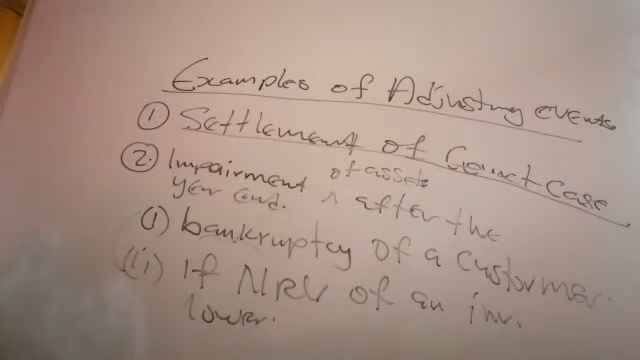 Examples of Adjusting events
① Settlement of Court Case
② Impairment of assets after the
year end.
(i) bankruptcy of a custormer.
(ii) If NRV of an inv.
lower.